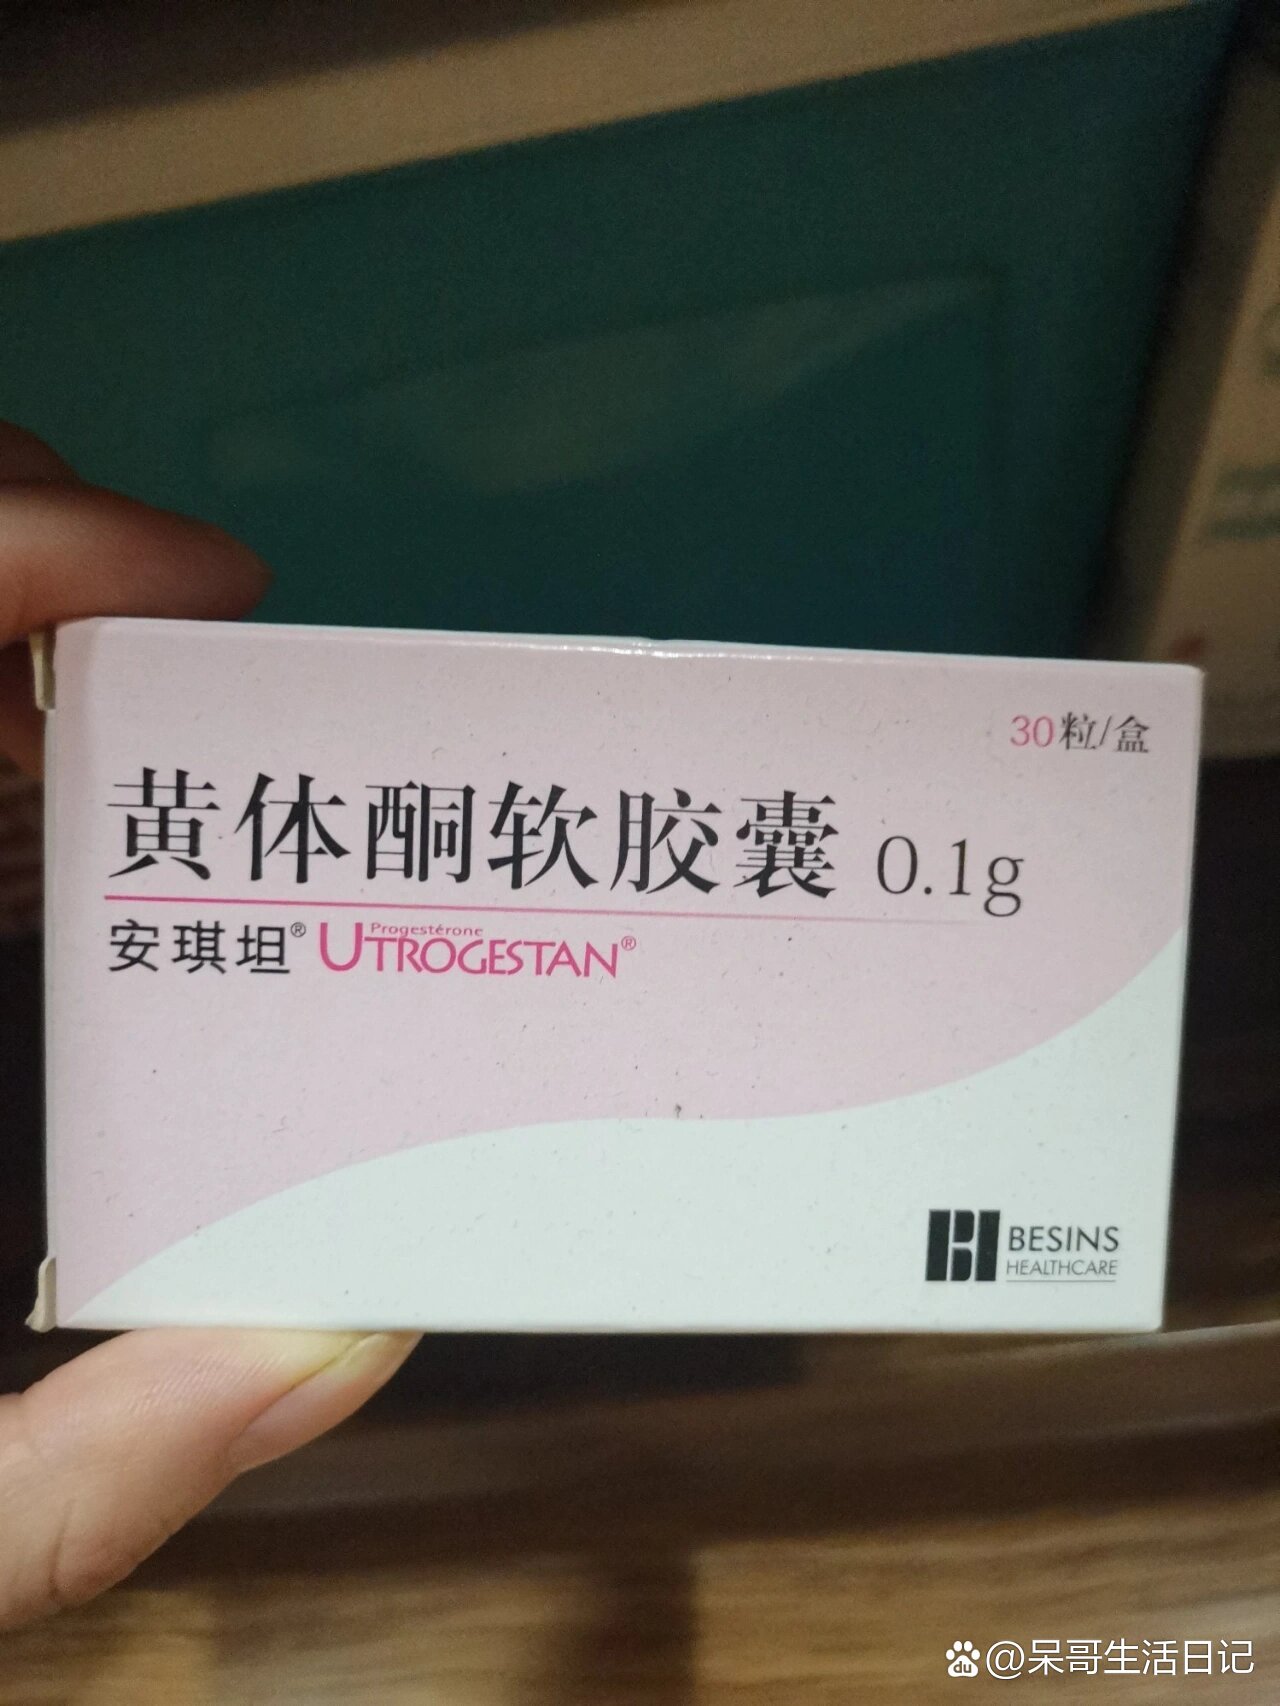 30粒/盒
黄体酮软胶囊 0.1g
安琪坦® Progestérone
UTROGESTAN®
BESINS
HEALTHCARE
du @呆哥生活日记